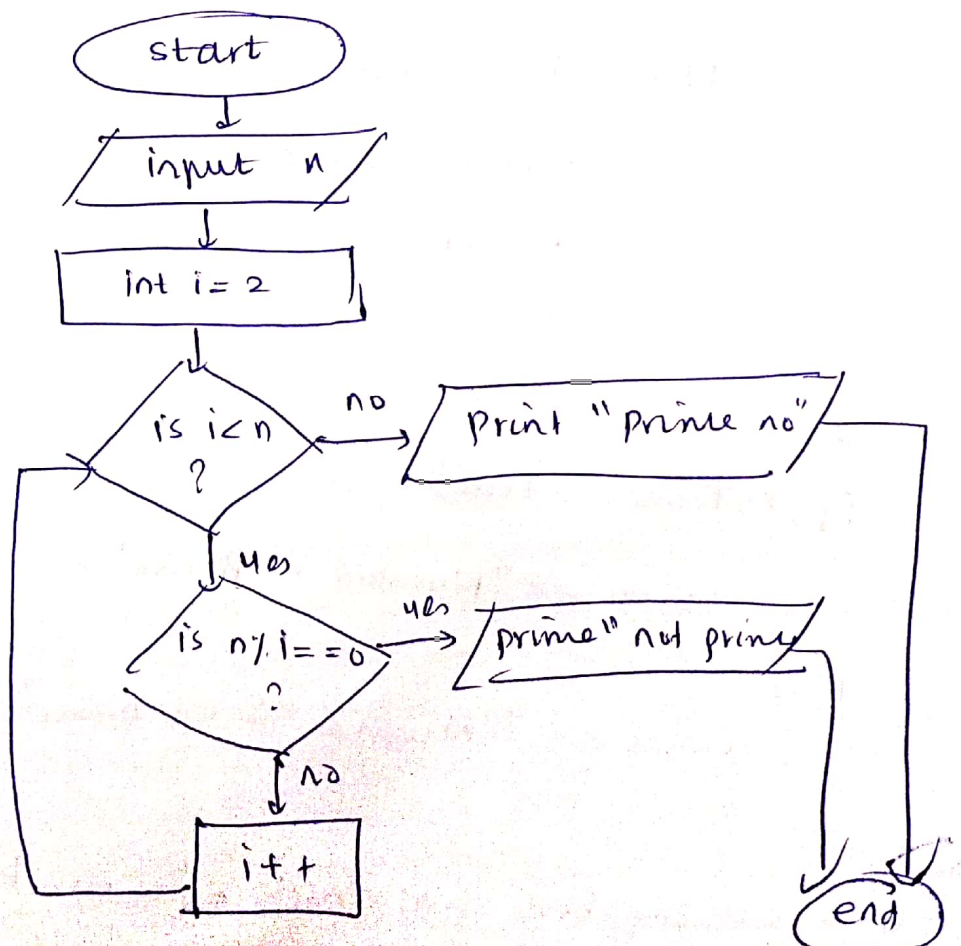 start
input n
int i = 2
is i < n
?
no
print "prime no"
yes
is n % i == 0
?
yes
prime" not prime
no
i++
end